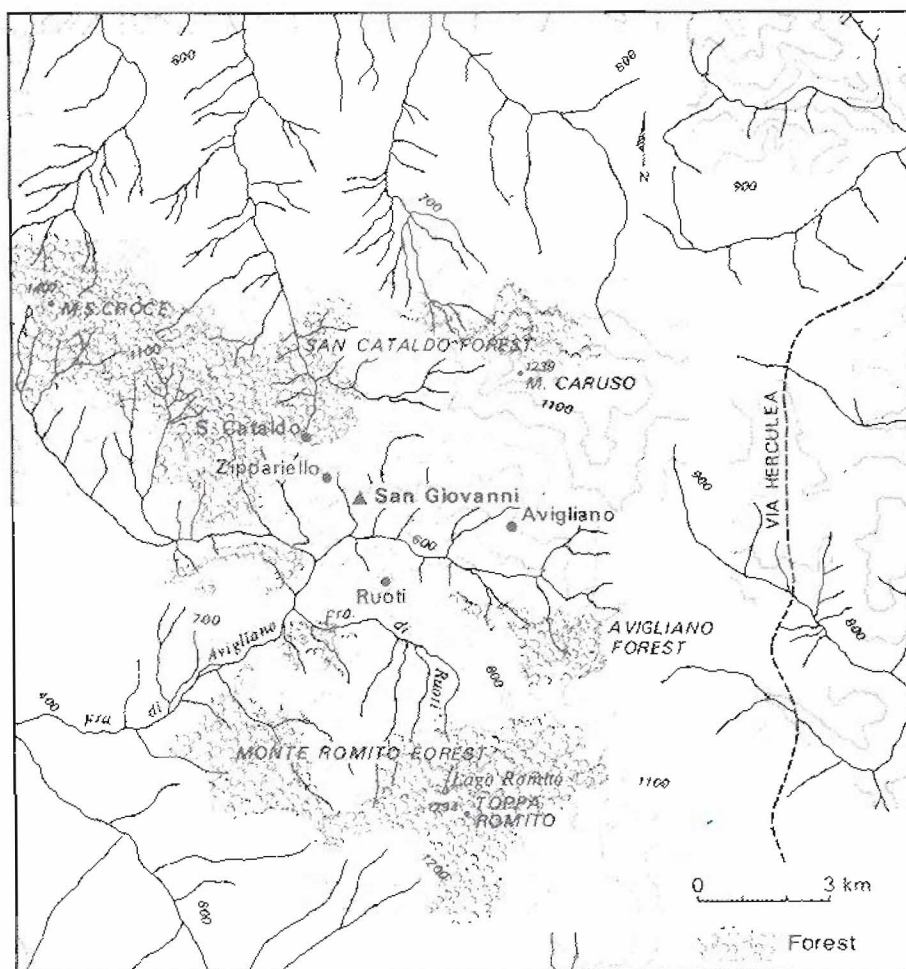 800
800
900
N
700
1400
M.S. CROCE
1100
SAN CATALDO FOREST
1239
M. CARUSO
1100
S. Cataldo
Zippariello
San Giovanni
Avigliano
VIA HERCULEA
900
600
Ruoti
700
Fra di Avigliano
Fra di Ruoti
800
AVIGLIANO
FOREST
800
400
MONTE ROMITO FOREST
Lago Romito
TOPPA
ROMITO
1100
1200
600
0 3 km
Forest